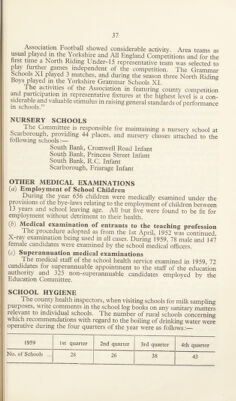 37
Association Football showed considerable activity. Area teams as
usual played in the Yorkshire and All England Competitions and for the
first time a North Riding Under-15 representative team was selected to
play further games independent of the competition. The Grammar
Schools XI played 3 matches, and during the season three North Riding
Boys played in the Yorkshire Grammar Schools XI.
The activities of the Association in featuring county competition
and participation in representative fixtures at the highest level is a con-
siderable and valuable stimulus in raising general standards of performance
in schools."
NURSERY SCHOOLS
The Committee is responsible for maintaining a nursery school at
Scarborough, providing 44 places, and nursery classes attached to the
following schools :—
South Bank, Cromwell Road Infant
South Bank, Princess Street Infant
South Bank, R.C. Infant
Scarborough, Friarage Infant
OTHER MEDICAL EXAMINATIONS
(a) Employment of School Children
During the year 656 children were medically examined under the
provisions of the bye-laws relating to the employment of children between
13 years and school leaving age. All but five were found to be fit for
employment without detriment to their health.
(b) Medical examination of entrants to the teaching profession
The procedure adopted as from the 1st April, 1952 was continued,
X-ray examination being used in all cases. During 1959, 78 male and 147
female candidates were examined by the school medical officers.
(c) Superannuation medical examinations
The medical staff of the school health service examined in 1959, 72
candidates for superannuable appointment to the staff of the education
authority and 325 non-superannuable candidates employed by the
Education Committee.
SCHOOL HYGIENE
The county health inspectors, when visiting schools for milk sampling
purposes, write comments in the school log books on any sanitary matters
relevant to individual schools. The number of rural schools concerning
which recommendations with regard to the boiling of drinking water were
operative during the four quarters of the year were as follows :—
1959 1st quarter 2nd quarter 3rd quarter 4th quarter
No. of Schools ... 28 26 38 43